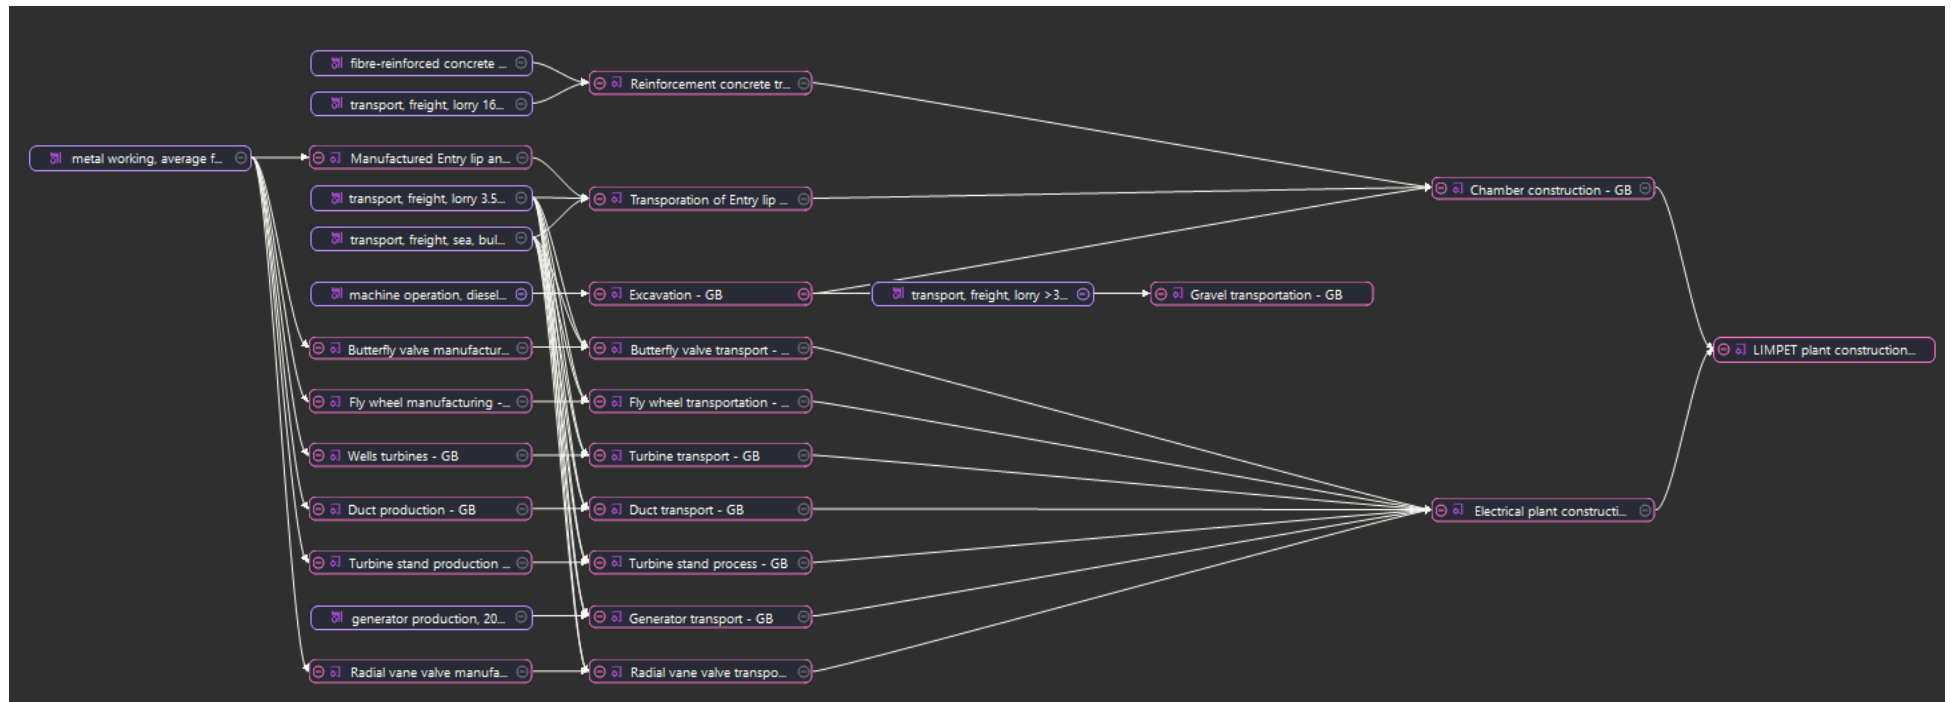 fibre-reinforced concrete ...
Reinforcement concrete tr...
transport, freight, lorry 16...
metal working, average f...
Manufactured Entry lip an...
transport, freight, lorry 3.5...
Transporation of Entry lip ...
Chamber construction - GB
transport, freight, sea, bul...
machine operation, diesel...
Excavation - GB
transport, freight, lorry >3...
Gravel transportation - GB
Butterfly valve manufactur...
Butterfly valve transport - ...
LIMPET plant construction...
Fly wheel manufacturing -...
Fly wheel transportation - ...
Wells turbines - GB
Turbine transport - GB
Duct production - GB
Duct transport - GB
Electrical plant constructi...
Turbine stand production ...
Turbine stand process - GB
generator production, 20...
Generator transport - GB
Radial vane valve manufa...
Radial vane valve transpo...